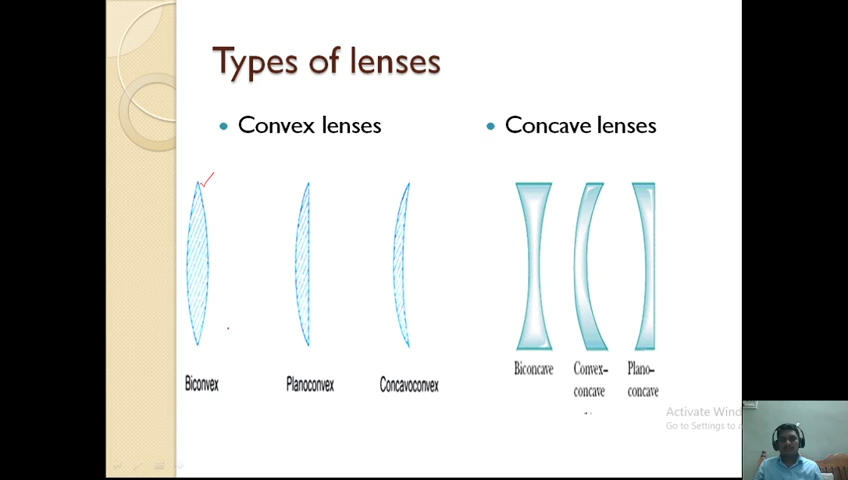 Types of lenses
Convex lenses
Concave lenses
Biconvex
Planoconvex
Concavoconvex
Biconcave
Convex–
concave
Plano–
concave
Activate Wind
Go to Settings to a